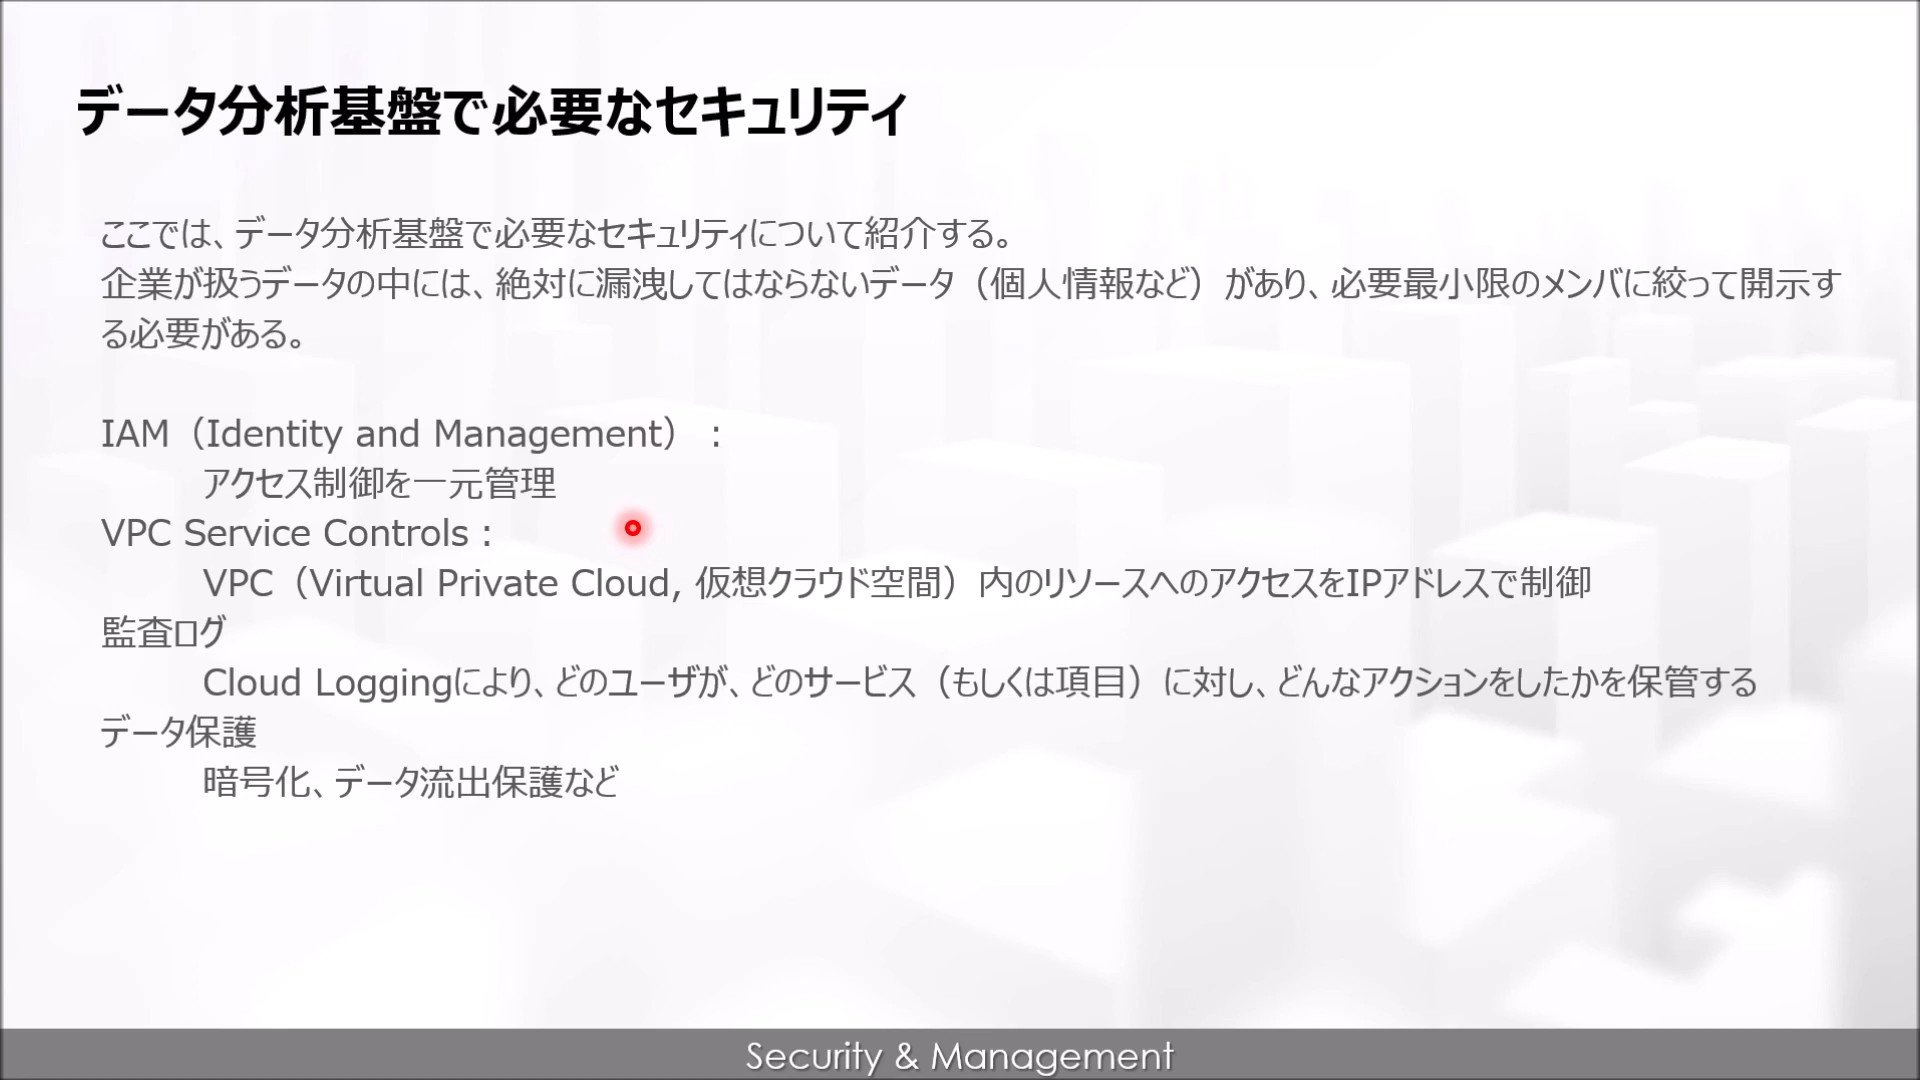 データ分析基盤で必要なセキュリティ
ここでは、データ分析基盤で必要なセキュリティについて紹介する。
企業が扱うデータの中には、絶対に漏洩してはならないデータ（個人情報など）があり、必要最小限のメンバに絞って開示す
る必要がある。
IAM（Identity and Management）：
アクセス制御を一元管理
VPC Service Controls :
VPC（Virtual Private Cloud, 仮想クラウド空間）内のリソースへのアクセスをIPアドレスで制御
監査ログ
Cloud Loggingにより、どのユーザが、どのサービス（もしくは項目）に対し、どんなアクションをしたかを保管する
データ保護
暗号化、データ流出保護など
Security & Management